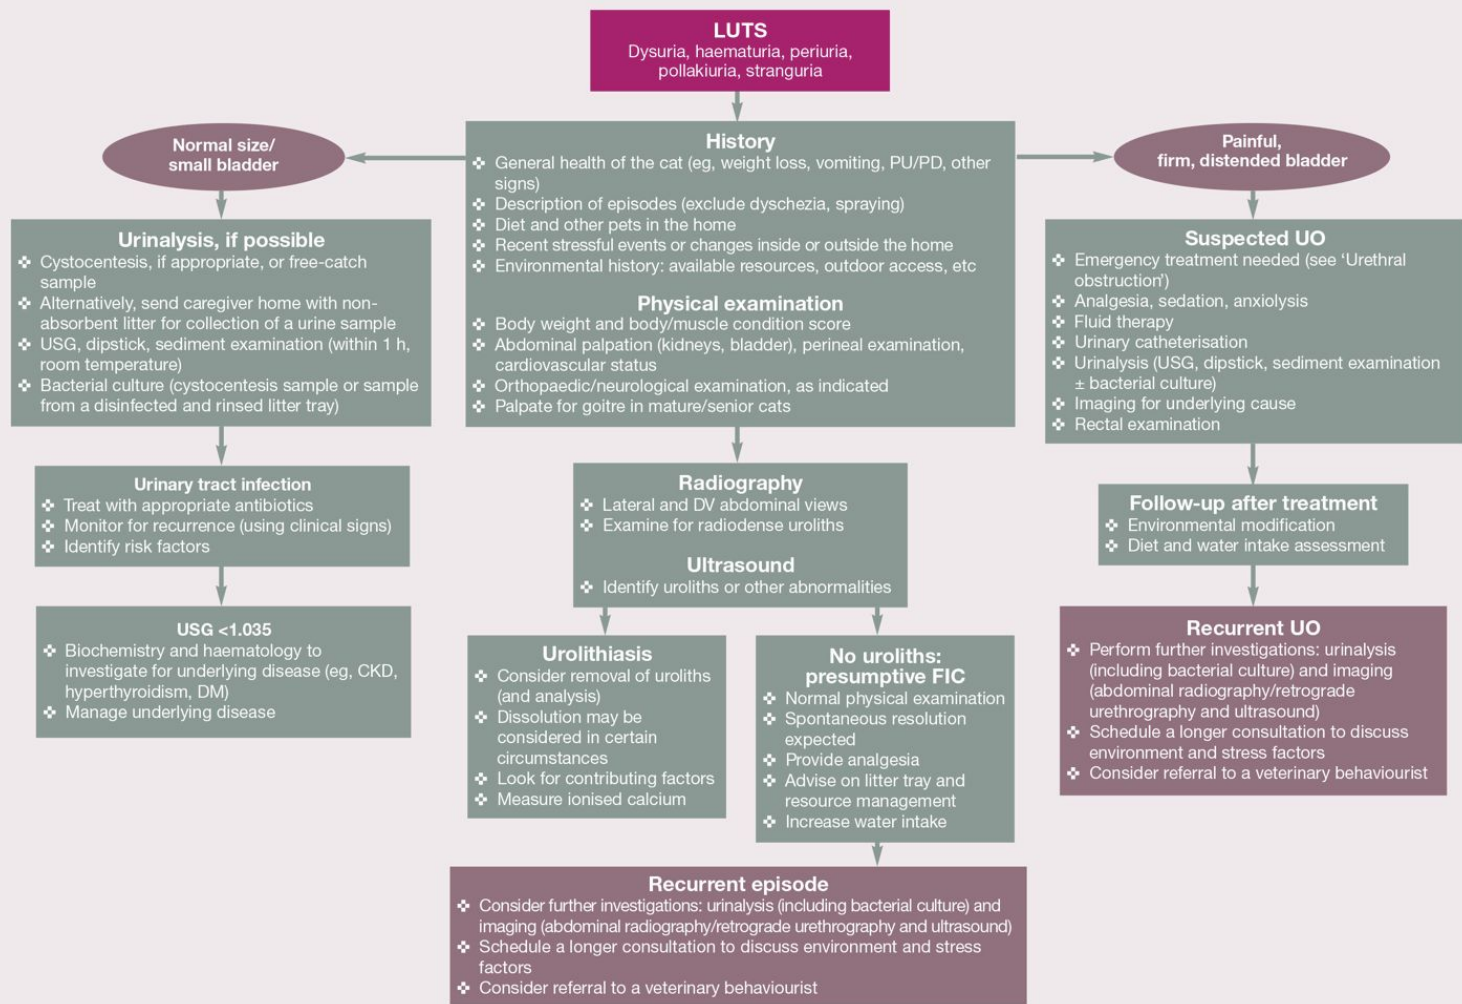 LUTS
Dysuria, haematuria, periuria,
pollakiuria, stranguria
Normal size/
small bladder
History
❖ General health of the cat (eg, weight loss, vomiting, PU/PD, other
signs)
❖ Description of episodes (exclude dyschezia, spraying)
❖ Diet and other pets in the home
❖ Recent stressful events or changes inside or outside the home
❖ Environmental history: available resources, outdoor access, etc
Physical examination
❖ Body weight and body/muscle condition score
❖ Abdominal palpation (kidneys, bladder), perineal examination,
cardiovascular status
❖ Orthopaedic/neurological examination, as indicated
❖ Palpate for goitre in mature/senior cats
Painful,
firm, distended bladder
Urinalysis, if possible
❖ Cystocentesis, if appropriate, or free-catch
sample
❖ Alternatively, send caregiver home with non-
absorbent litter for collection of a urine sample
❖ USG, dipstick, sediment examination (within 1 h,
room temperature)
❖ Bacterial culture (cystocentesis sample or sample
from a disinfected and rinsed litter tray)
Suspected UO
❖ Emergency treatment needed (see ‘Urethral
obstruction’)
❖ Analgesia, sedation, anxiolysis
❖ Fluid therapy
❖ Urinary catheterisation
❖ Urinalysis (USG, dipstick, sediment examination
± bacterial culture)
❖ Imaging for underlying cause
❖ Rectal examination
Urinary tract infection
❖ Treat with appropriate antibiotics
❖ Monitor for recurrence (using clinical signs)
❖ Identify risk factors
Radiography
❖ Lateral and DV abdominal views
❖ Examine for radiodense uroliths
Ultrasound
❖ Identify uroliths or other abnormalities
Follow-up after treatment
❖ Environmental modification
❖ Diet and water intake assessment
USG <1.035
❖ Biochemistry and haematology to
investigate for underlying disease (eg, CKD,
hyperthyroidism, DM)
❖ Manage underlying disease
Urolithiasis
❖ Consider removal of uroliths
(and analysis)
❖ Dissolution may be
considered in certain
circumstances
❖ Look for contributing factors
❖ Measure ionised calcium
No uroliths:
presumptive FIC
❖ Normal physical examination
❖ Spontaneous resolution
expected
❖ Provide analgesia
❖ Advise on litter tray and
resource management
❖ Increase water intake
Recurrent UO
❖ Perform further investigations: urinalysis
(including bacterial culture) and imaging
(abdominal radiography/retrograde
urethrography and ultrasound)
❖ Schedule a longer consultation to discuss
environment and stress factors
❖ Consider referral to a veterinary behaviourist
Recurrent episode
❖ Consider further investigations: urinalysis (including bacterial culture) and
imaging (abdominal radiography/retrograde urethrography and ultrasound)
❖ Schedule a longer consultation to discuss environment and stress
factors
❖ Consider referral to a veterinary behaviourist